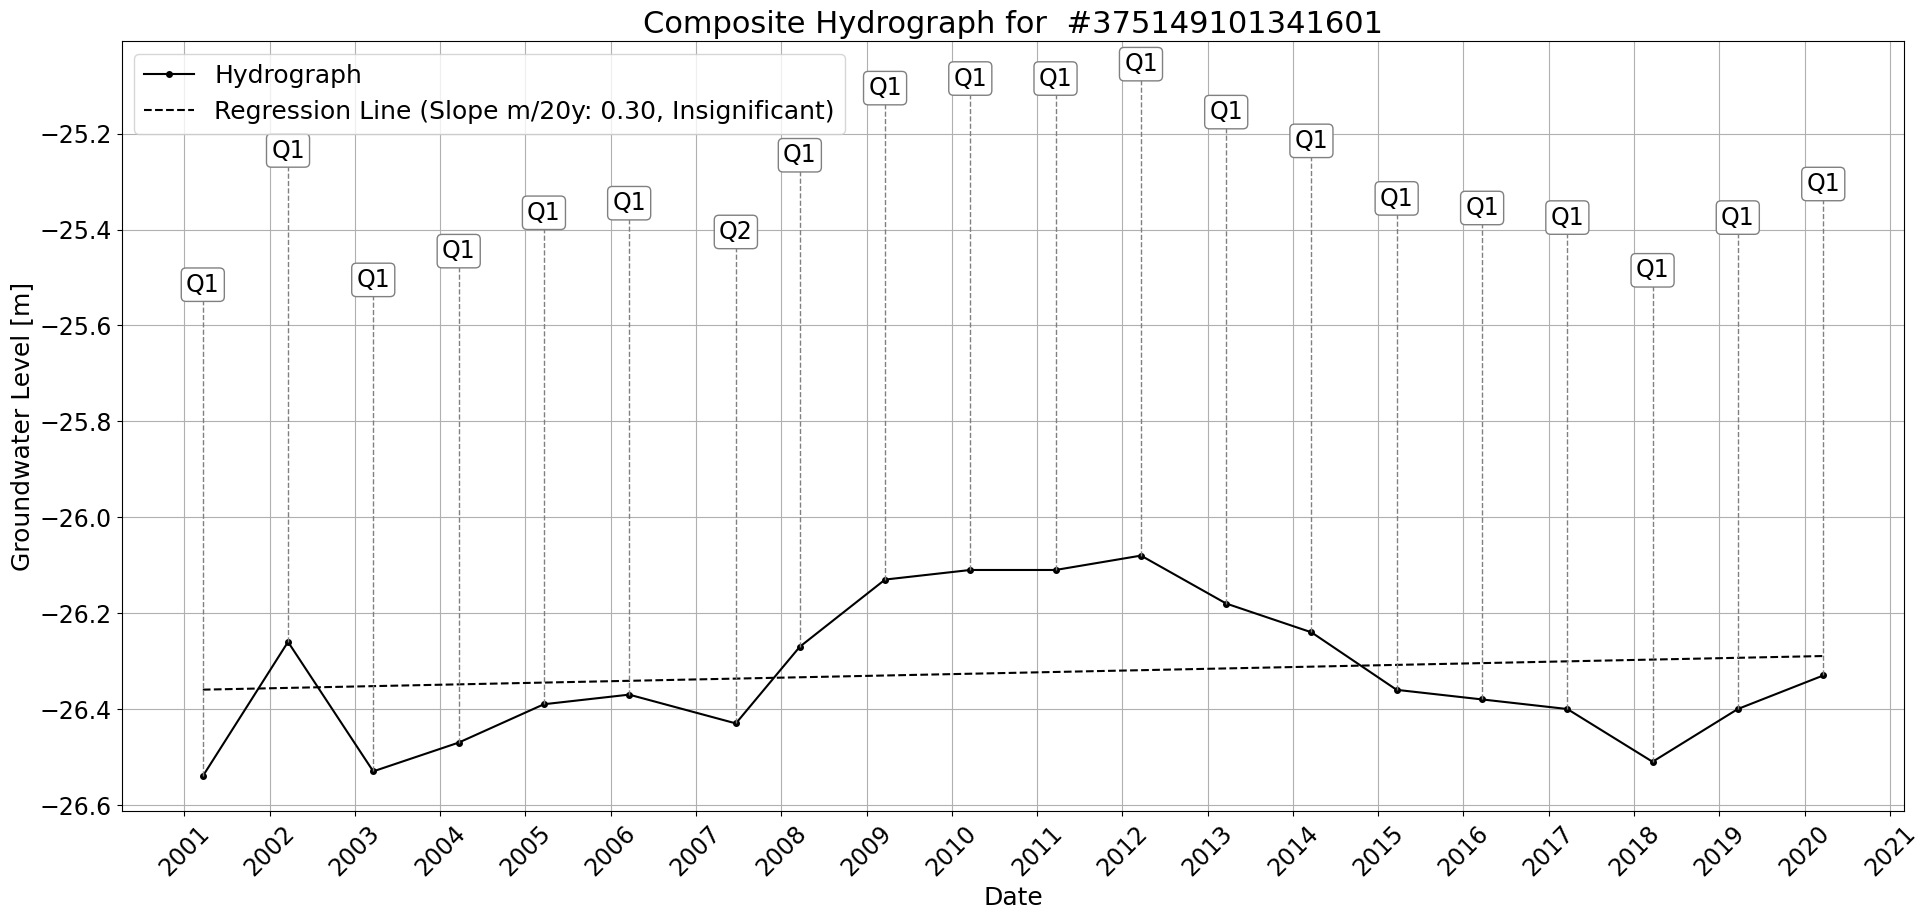 Composite Hydrograph for  #375149101341601
Hydrograph
Regression Line (Slope m/20y: 0.30, Insignificant)
Q1
Q1
Q1
Q1
Q1
Q1
Q2
Q1
Q1
Q1
Q1
Q1
Q1
Q1
Q1
Q1
Q1
Q1
Q1
Q1
Groundwater Level [m]
−25.2
−25.4
−25.6
−25.8
−26.0
−26.2
−26.4
−26.6
2001
2002
2003
2004
2005
2006
2007
2008
2009
2010
2011
2012
2013
2014
2015
2016
2017
2018
2019
2020
2021
Date